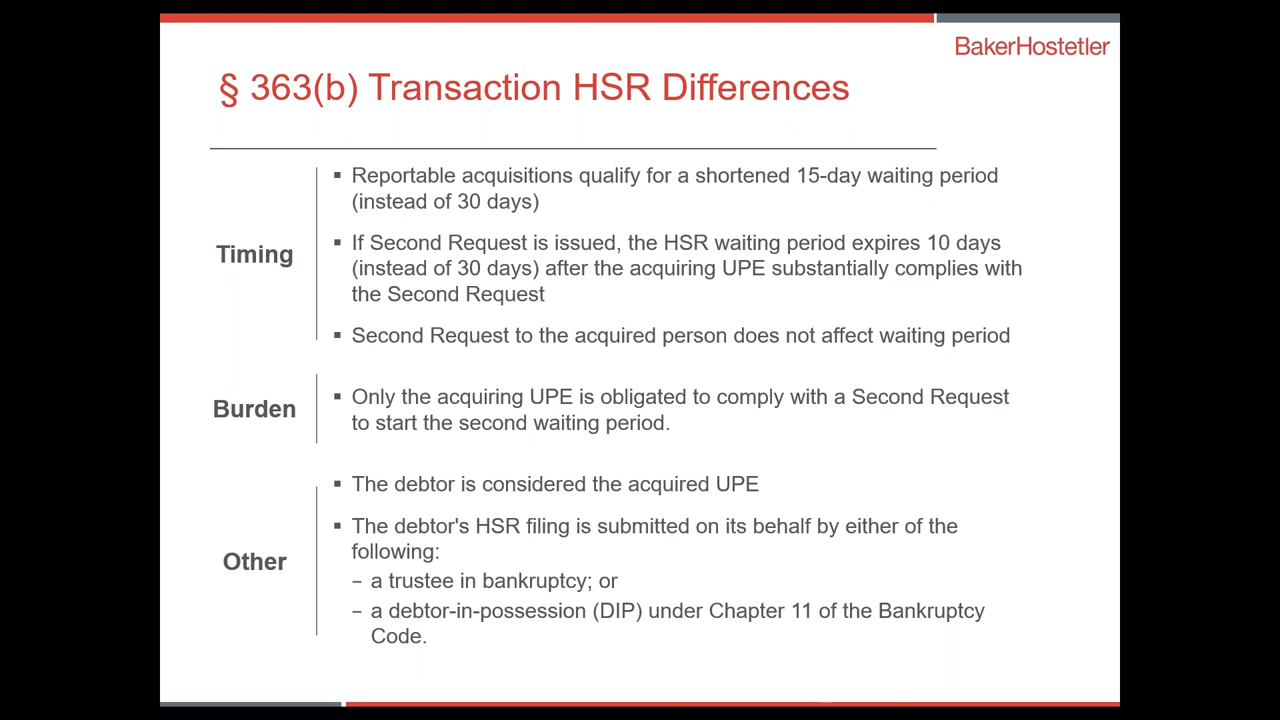 BakerHostetler
§ 363(b) Transaction HSR Differences
Timing
▪ Reportable acquisitions qualify for a shortened 15-day waiting period
(instead of 30 days)
▪ If Second Request is issued, the HSR waiting period expires 10 days
(instead of 30 days) after the acquiring UPE substantially complies with
the Second Request
▪ Second Request to the acquired person does not affect waiting period
Burden
▪ Only the acquiring UPE is obligated to comply with a Second Request
to start the second waiting period.
Other
▪ The debtor is considered the acquired UPE
▪ The debtor's HSR filing is submitted on its behalf by either of the
following:
– a trustee in bankruptcy; or
– a debtor-in-possession (DIP) under Chapter 11 of the Bankruptcy
Code.